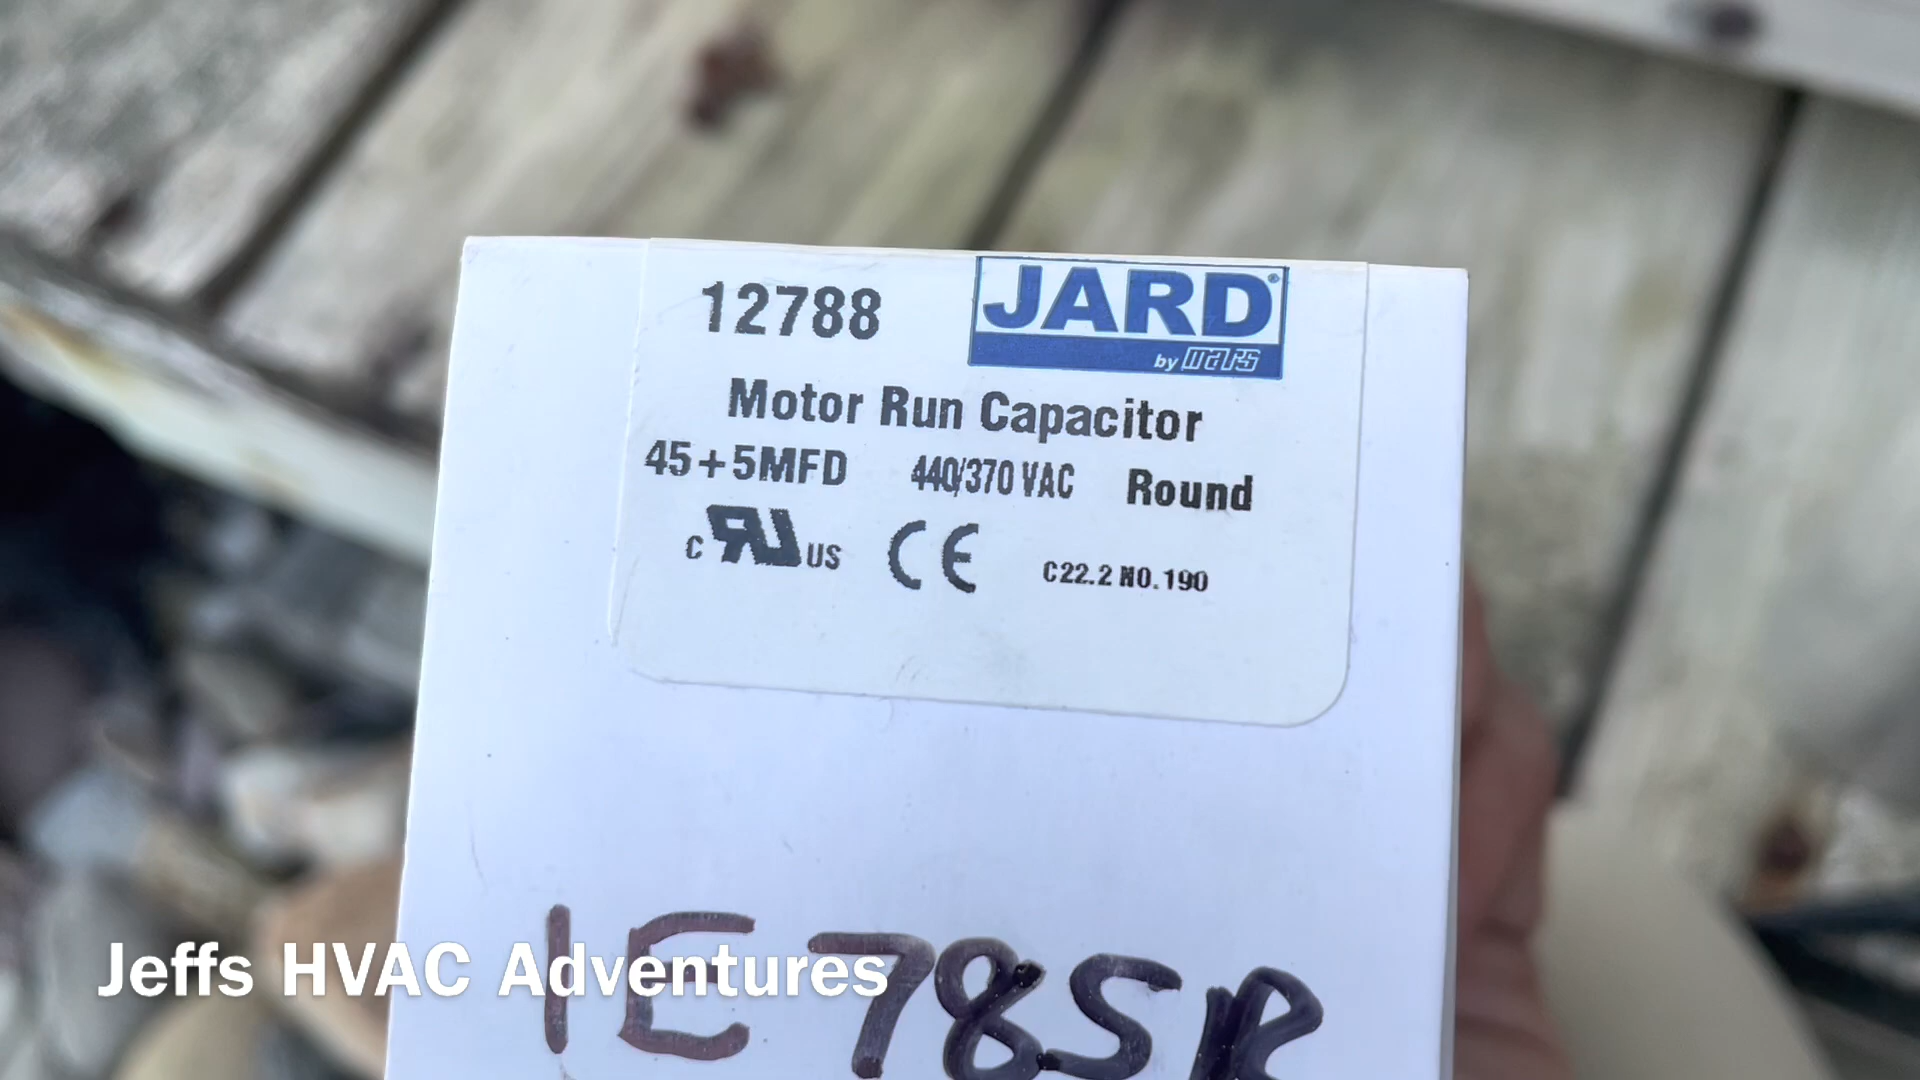 12788
JARD®
by mars
Motor Run Capacitor
45+5MFD 440/370 VAC Round
c RU US CE C22.2 NO.190
1E785R
Jeffs HVAC Adventures